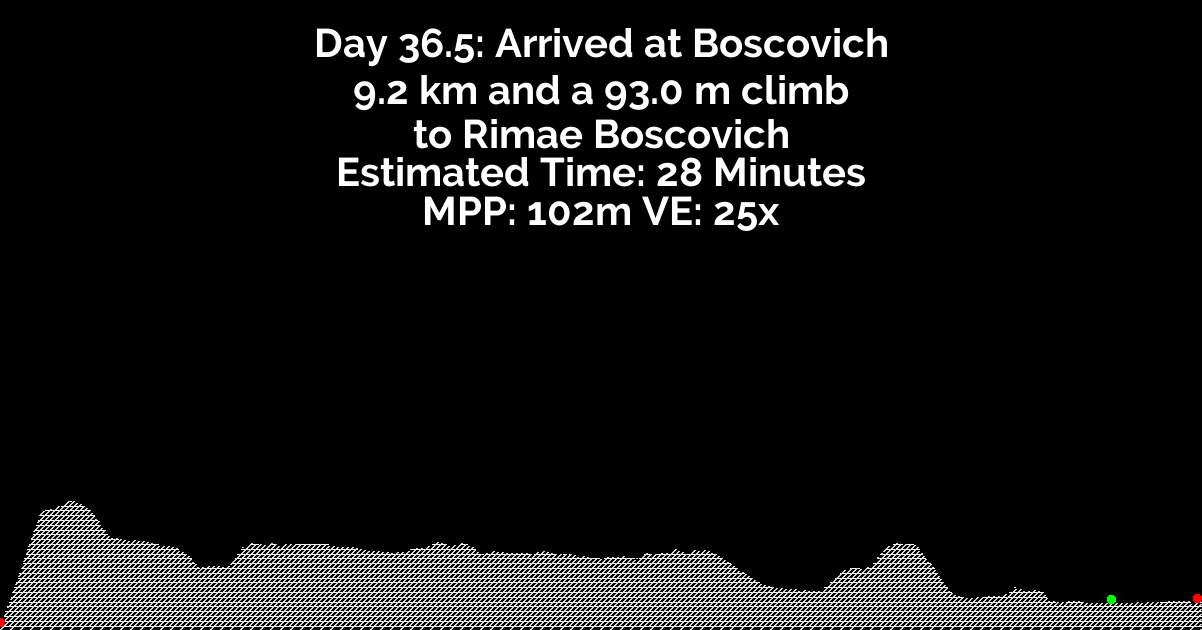 Day 36.5: Arrived at Boscovich
9.2 km and a 93.0 m climb
to Rimae Boscovich
Estimated Time: 28 Minutes
MPP: 102m VE: 25x